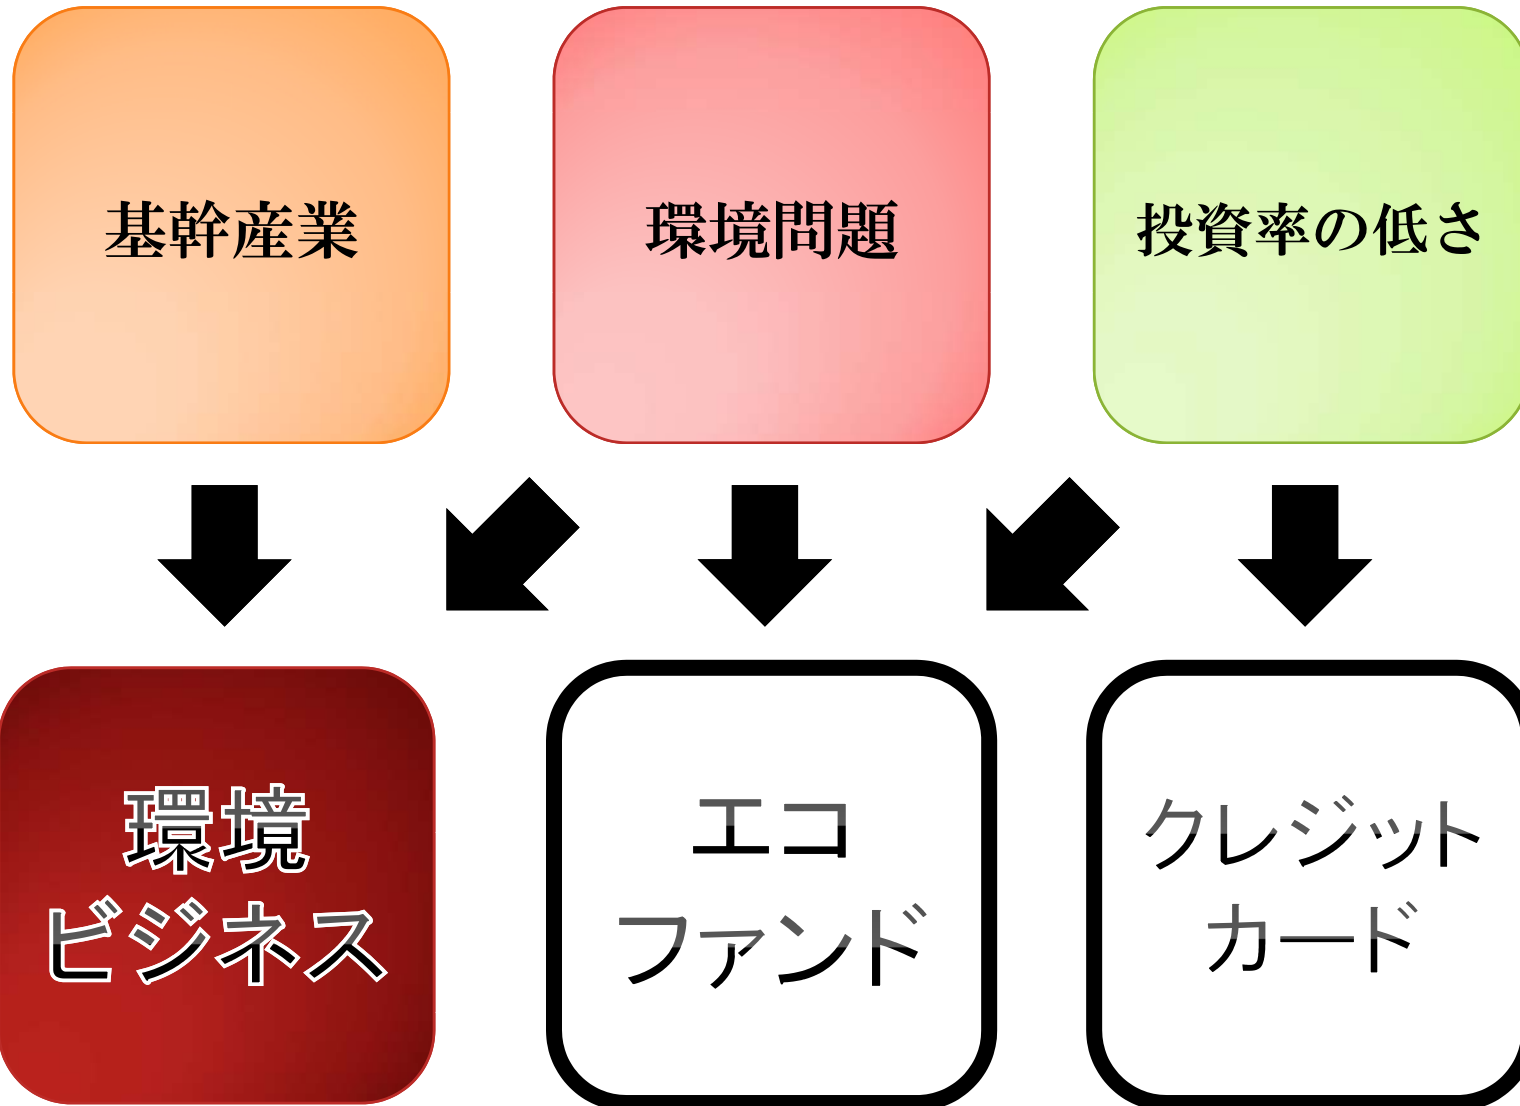 基幹産業
環境問題
投資率の低さ
環境
ビジネス
エコ
ファンド
クレジット
カード